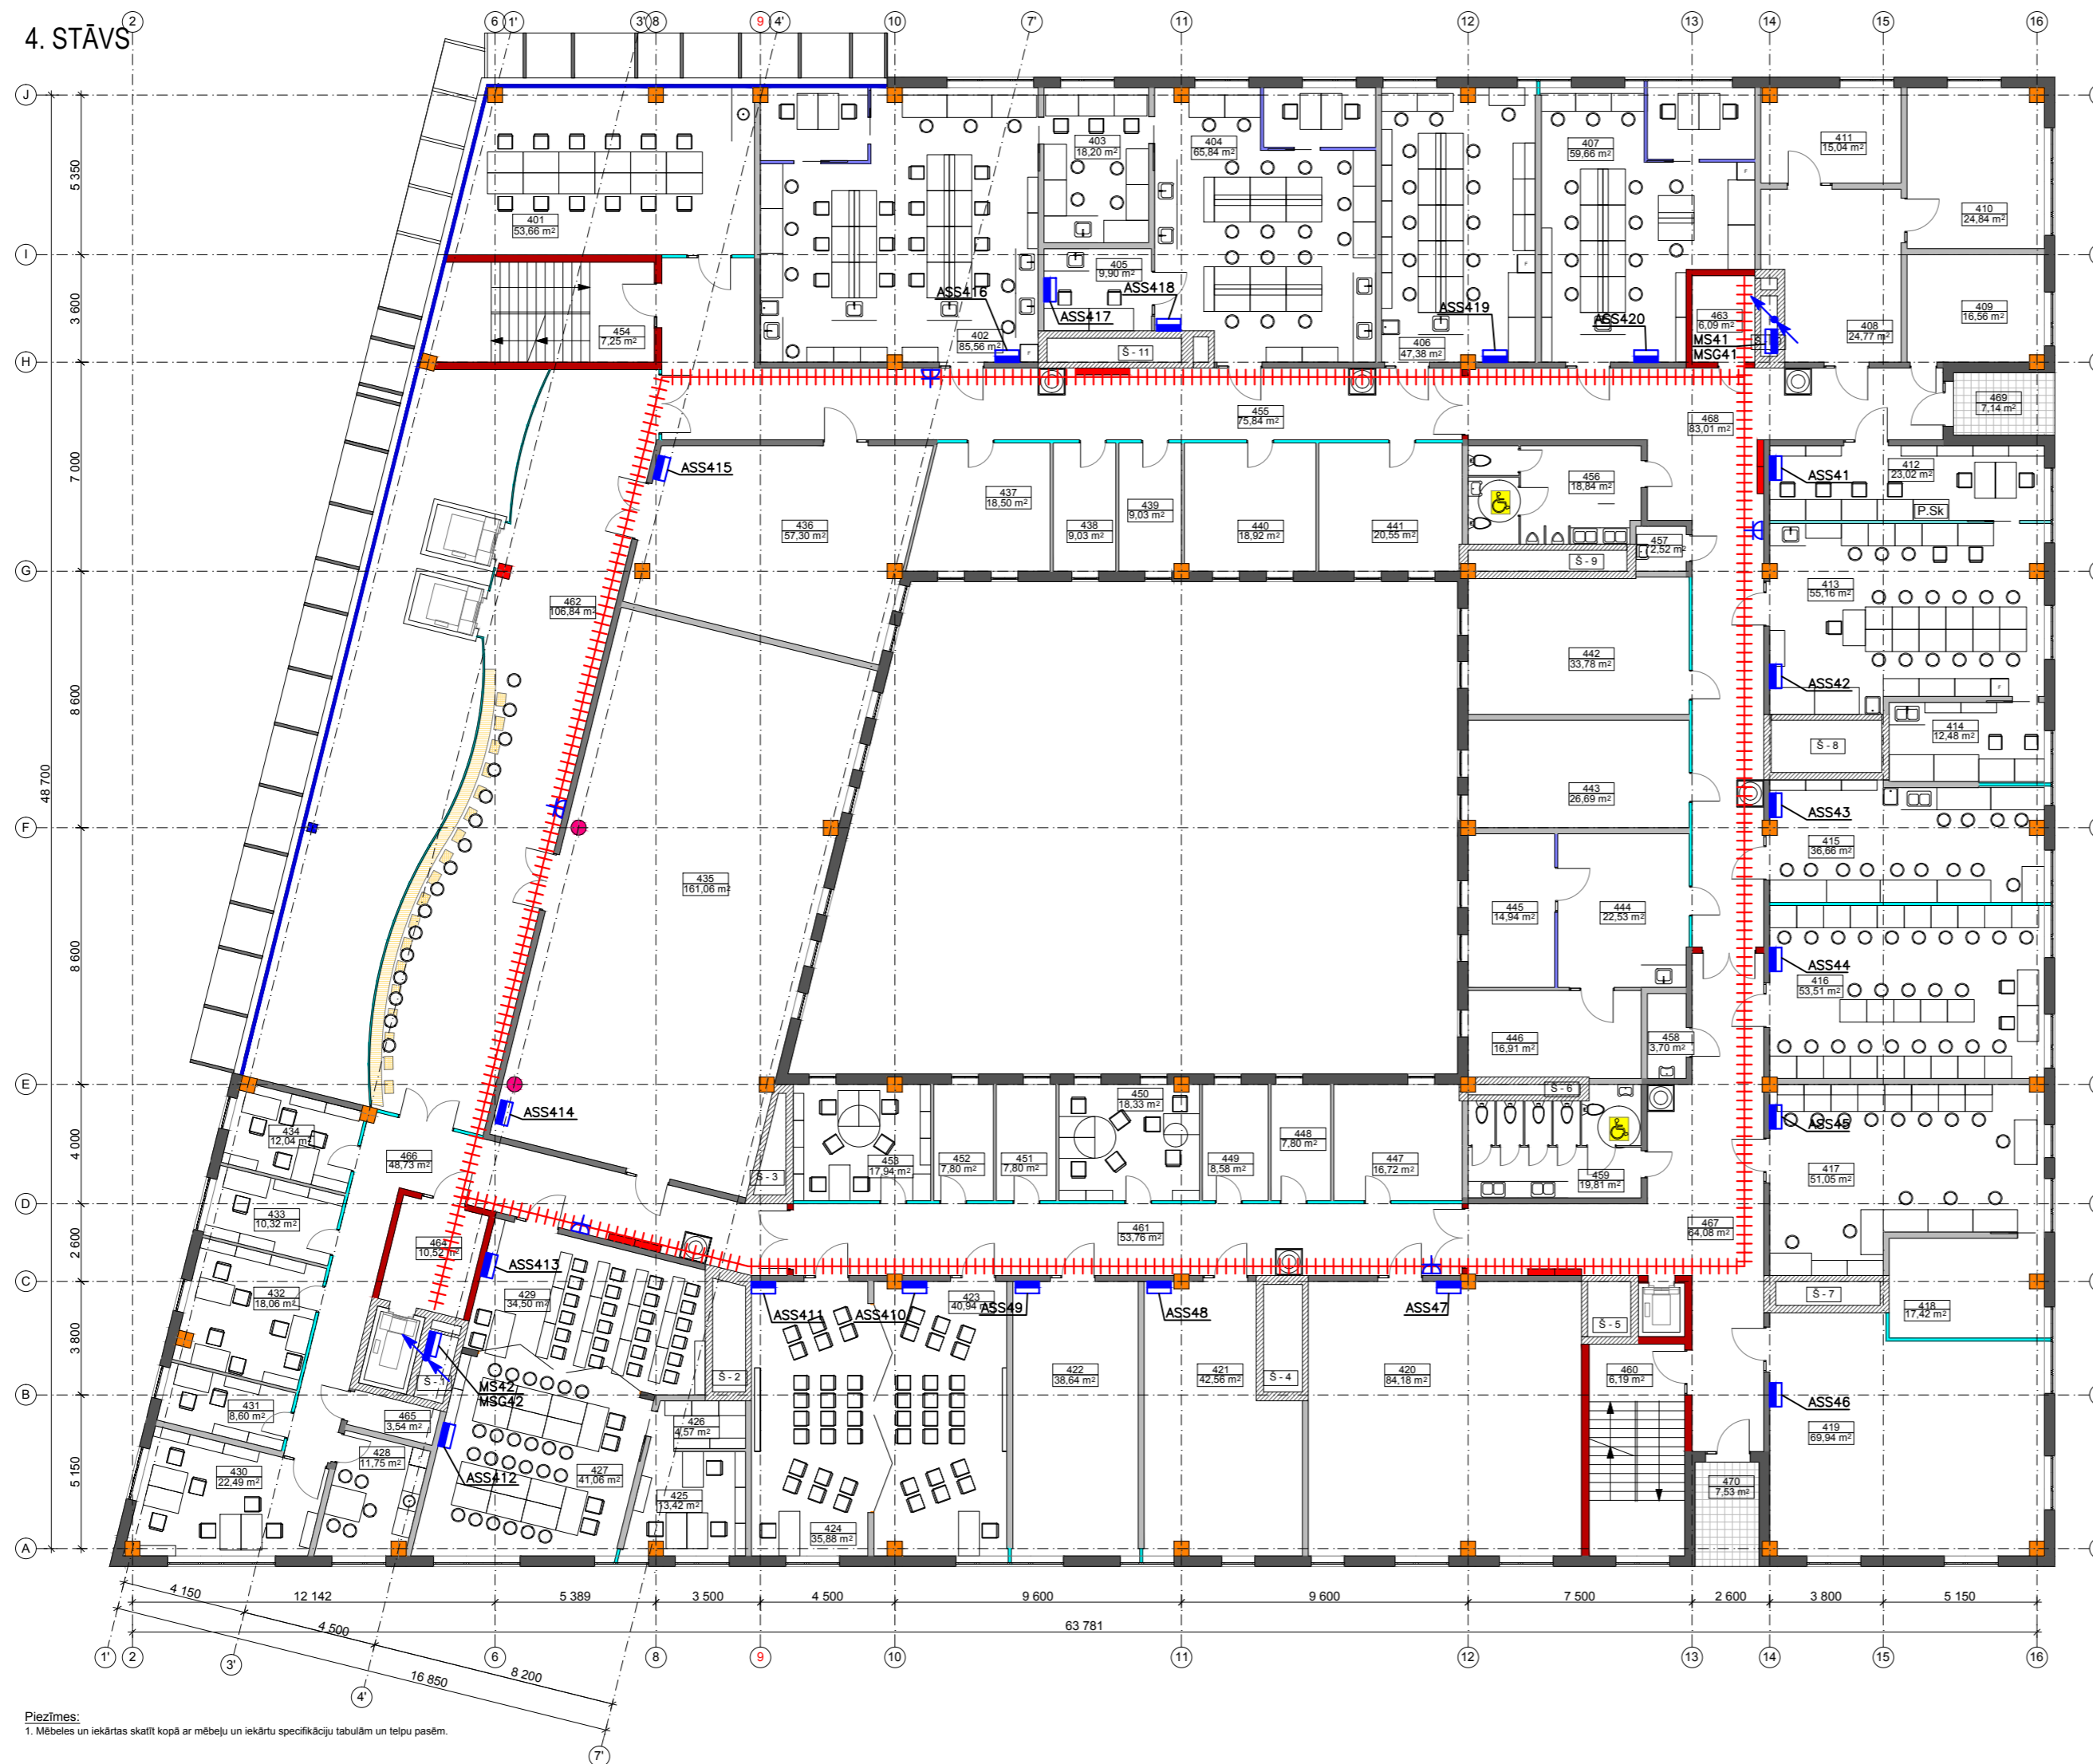 4. STĀVS
2
6
1'
3'
8
9
4'
10
7'
11
12
13
14
15
16
J
I
H
G
F
E
D
C
B
A
5 350
3 600
7 000
8 600
8 600
4 000
2 600
3 800
5 150
48 700
401
53,66 m²
402
85,56 m²
403
18,20 m²
404
65,84 m²
405
9,90 m²
406
47,38 m²
407
59,66 m²
411
15,04 m²
410
24,84 m²
409
16,56 m²
408
24,77 m²
463
6,09 m²
MS41
MSG41
454
7,25 m²
ASS416
ASS417
ASS418
ASS419
ASS420
Š - 11
469
7,14 m²
455
75,84 m²
468
83,01 m²
ASS415
436
57,30 m²
437
18,50 m²
438
9,03 m²
439
9,03 m²
440
18,92 m²
441
20,55 m²
456
18,84 m²
457
2,52 m²
Š - 9
ASS41
412
23,02 m²
P.Sk
413
55,16 m²
ASS42
414
12,48 m²
Š - 8
462
106,84 m²
442
33,78 m²
443
26,69 m²
ASS43
415
36,66 m²
435
161,06 m²
445
14,94 m²
444
22,53 m²
ASS44
416
53,51 m²
446
16,91 m²
458
3,70 m²
Š - 6
ASS414
434
12,04 m²
466
48,73 m²
433
10,32 m²
432
18,06 m²
431
8,60 m²
430
22,49 m²
Š - 3
453
17,94 m²
452
7,80 m²
451
7,80 m²
450
18,33 m²
449
8,58 m²
448
7,80 m²
447
16,72 m²
459
19,81 m²
ASS45
417
51,05 m²
461
53,76 m²
467
64,08 m²
464
10,52 m²
ASS413
429
34,50 m²
ASS411
ASS410
423
40,94 m²
ASS49
ASS48
ASS47
Š - 5
Š - 7
418
17,42 m²
Š - 1
MS42
MSG42
Š - 2
422
38,64 m²
421
42,56 m²
Š - 4
420
84,18 m²
460
6,19 m²
ASS46
419
69,94 m²
465
3,54 m²
428
11,75 m²
ASS412
427
41,06 m²
426
4,57 m²
425
13,42 m²
424
35,88 m²
470
7,53 m²
4 150
12 142
5 389
3 500
4 500
9 600
9 600
7 500
2 600
3 800
5 150
4 500
63 781
16 850
8 200
1'
2
3'
4'
6
7'
8
9
10
11
12
13
14
15
16
Piezīmes:
1. Mēbeles un iekārtas skatīt kopā ar mēbeļu un iekārtu specifikāciju tabulām un telpu pasēm.